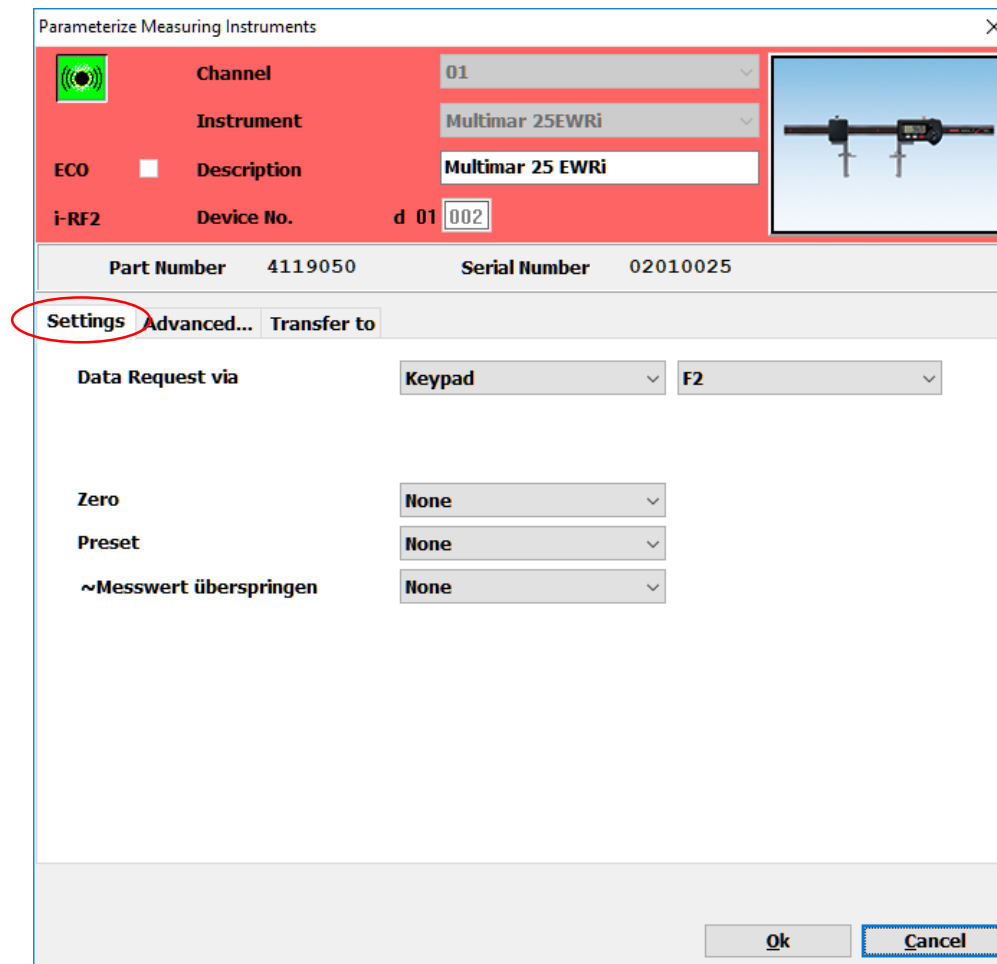 Parameterize Measuring Instruments
Channel 01
Instrument Multimar 25EWRi
ECO Description Multimar 25 EWRi
i-RF2 Device No. d 01 002
Part Number 4119050 Serial Number 02010025
Settings Advanced... Transfer to
Data Request via Keypad F2
Zero None
Preset None
~Messwert überspringen None
Ok Cancel